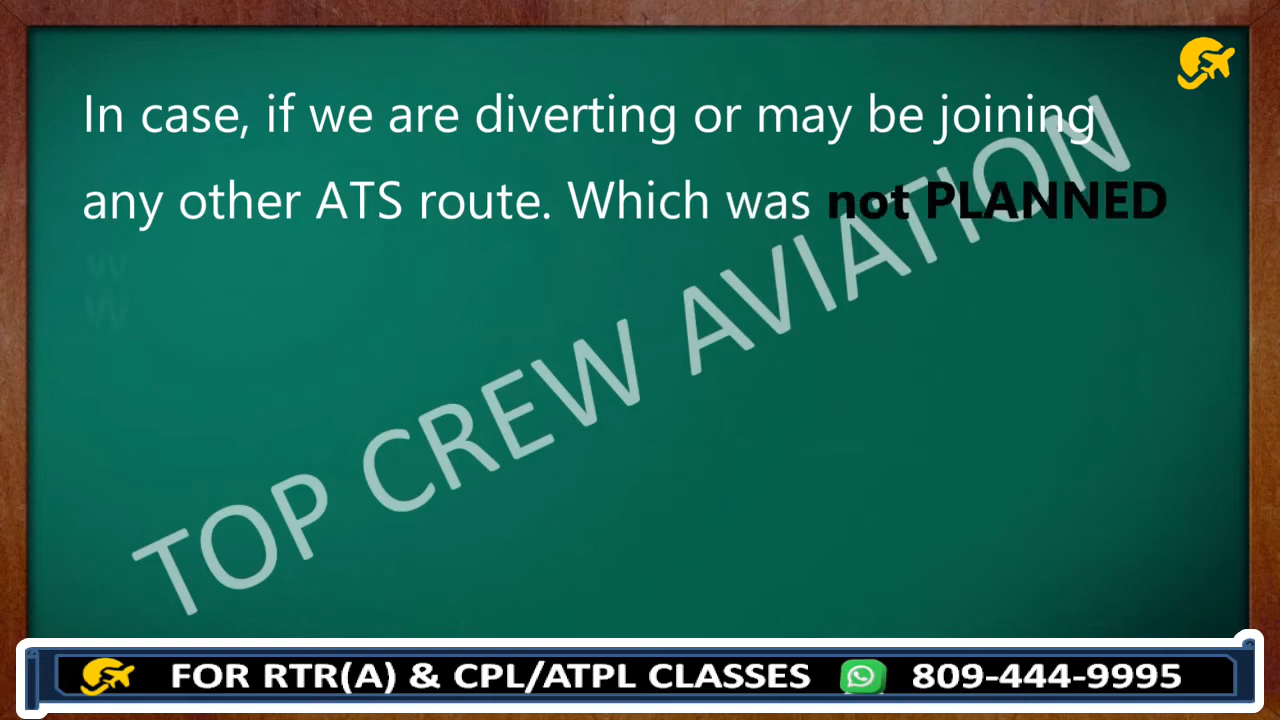 In case, if we are diverting or may be joining
any other ATS route. Which was not PLANNED
TOP CREW AVIATION
FOR RTR(A) & CPL/ATPL CLASSES 809-444-9995